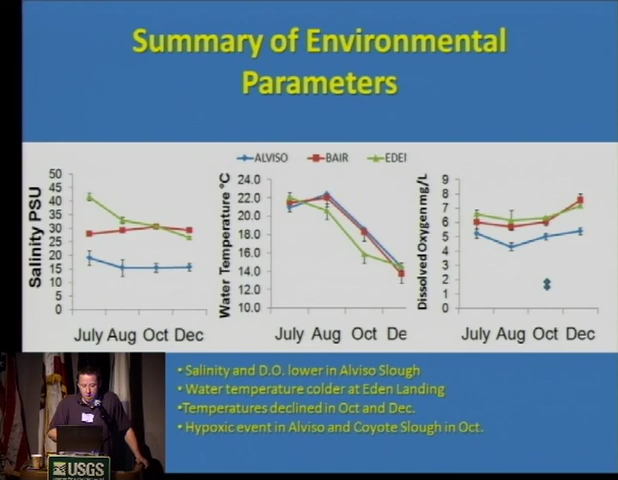 Summary of Environmental
Parameters
ALVISO BAIR EDEI
Salinity PSU
50
45
40
35
30
25
20
15
10
5
0
July Aug Oct Dec
Water Temperature °C
24.0
22.0
20.0
18.0
16.0
14.0
12.0
10.0
July Aug Oct De
Dissolved Oxygen mg/L
9
8
7
6
5
4
3
2
1
0
July Aug Oct Dec
• Salinity and D.O. lower in Alviso Slough
• Water temperature colder at Eden Landing
•Temperatures declined in Oct and Dec.
• Hypoxic event in Alviso and Coyote Slough in Oct.
USGS